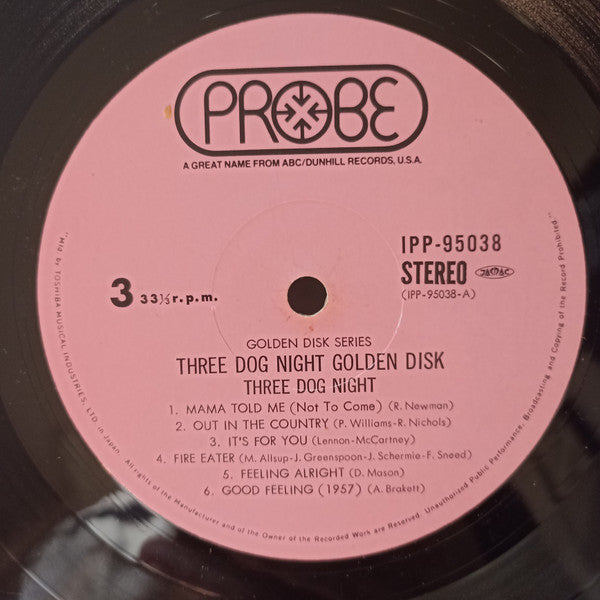 PROBE
A GREAT NAME FROM ABC/DUNHILL RECORDS, U.S.A.
IPP-95038
3 33⅓ r.p.m.
STEREO JASRAC
(IPP-95038-A)
GOLDEN DISK SERIES
THREE DOG NIGHT GOLDEN DISK
THREE DOG NIGHT
1. MAMA TOLD ME (Not To Come) (R. Newman)
2. OUT IN THE COUNTRY (P. Williams-R. Nichols)
3. IT'S FOR YOU (Lennon-McCartney)
4. FIRE EATER (M. Allsup-J. Greenspoon-J. Schermie-F. Sneed)
5. FEELING ALRIGHT (D. Mason)
6. GOOD FEELING (1957) (A. Brakett)
"Mfd. by TOSHIBA MUSICAL INDUSTRIES, LTD. in Japan. All rights of the Manufacturer and of the Owner of the Recorded Work are Reserved. Unauthorized Public Performance, Broadcasting and Copying of the Record Prohibited."